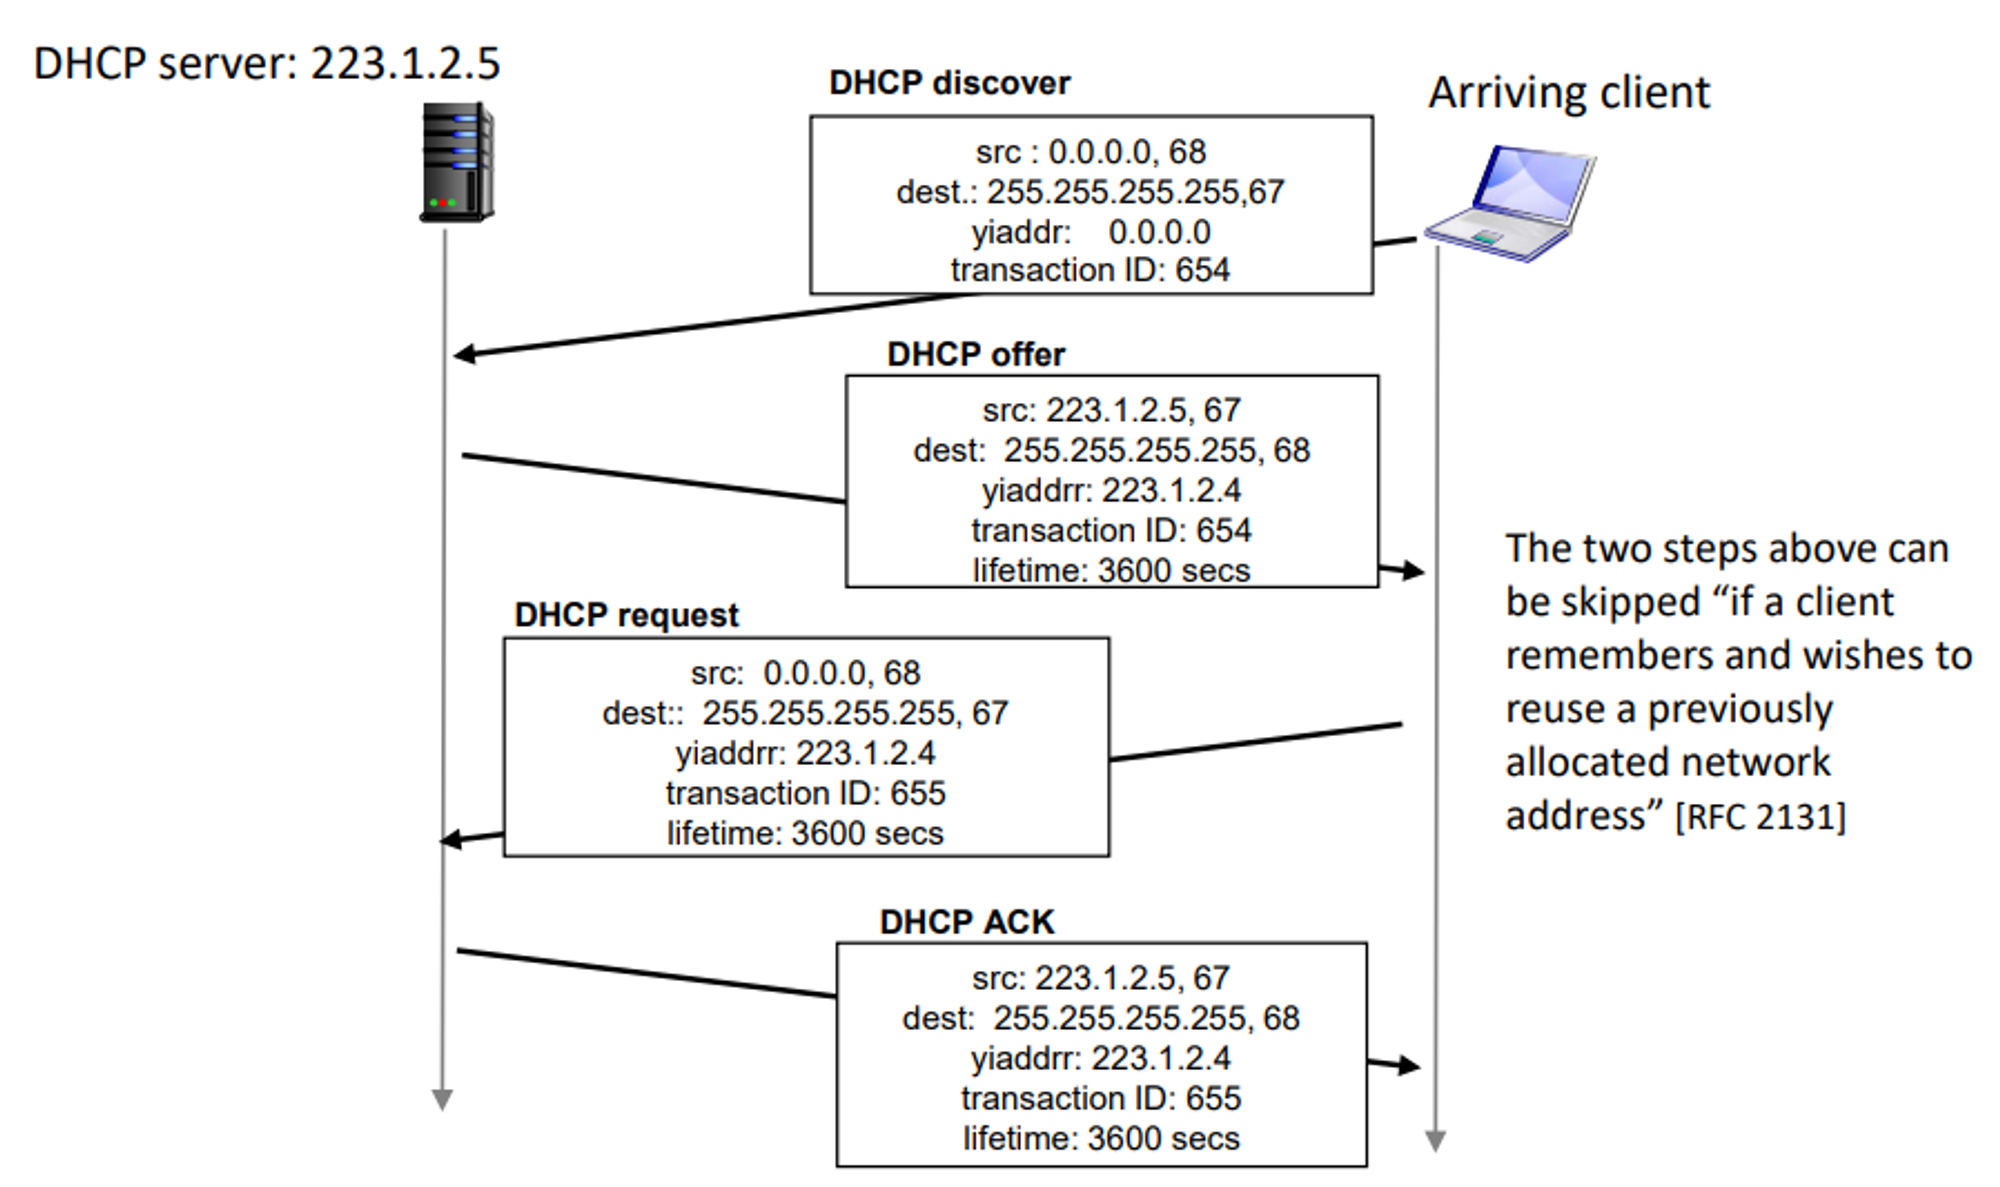 DHCP server: 223.1.2.5
DHCP discover
Arriving client
src : 0.0.0.0, 68
dest.: 255.255.255.255,67
yiaddr: 0.0.0.0
transaction ID: 654
DHCP offer
src: 223.1.2.5, 67
dest: 255.255.255.255, 68
yiaddrr: 223.1.2.4
transaction ID: 654
lifetime: 3600 secs
The two steps above can
be skipped “if a client
remembers and wishes to
reuse a previously
allocated network
address” [RFC 2131]
DHCP request
src: 0.0.0.0, 68
dest:: 255.255.255.255, 67
yiaddrr: 223.1.2.4
transaction ID: 655
lifetime: 3600 secs
DHCP ACK
src: 223.1.2.5, 67
dest: 255.255.255.255, 68
yiaddrr: 223.1.2.4
transaction ID: 655
lifetime: 3600 secs